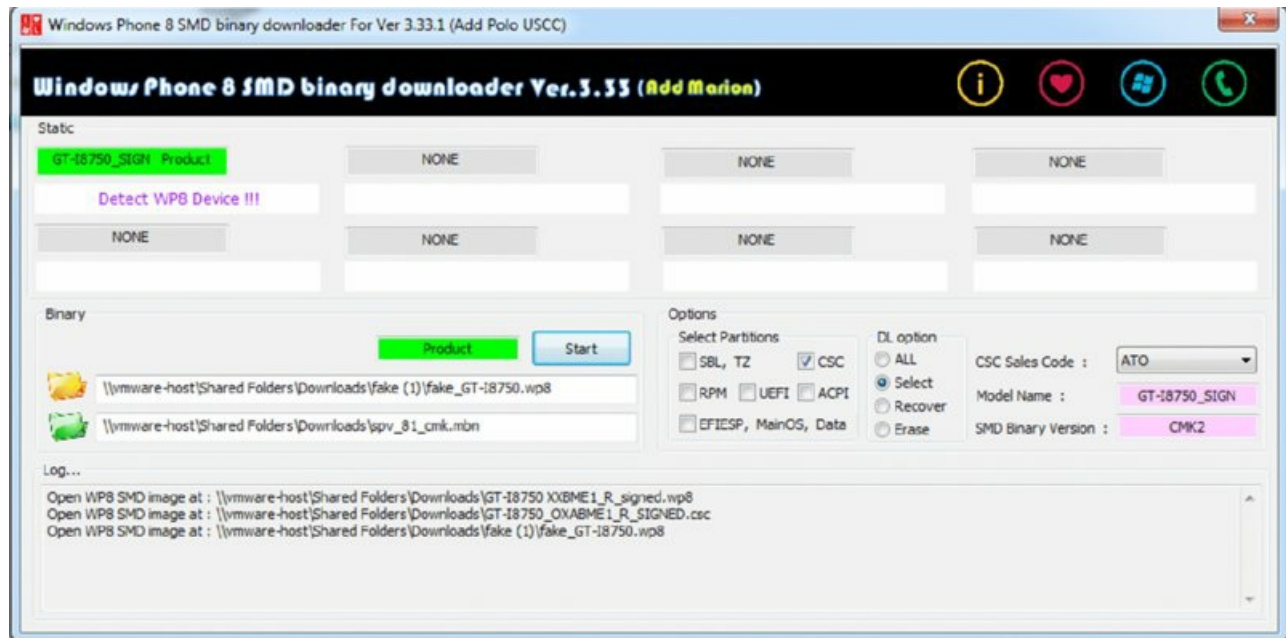 Windows Phone 8 SMD binary downloader For Ver 3.33.1 (Add Polo USCC)
Windows Phone 8 SMD binary downloader Ver.3.33 (Add Marion)
Static
GT-I8750_SIGN Product
NONE
NONE
NONE
Detect WP8 Device !!!
NONE
NONE
NONE
NONE
Binary
Product
Start
\\vmware-host\Shared Folders\Downloads\fake (1)\fake_GT-I8750.wp8
\\vmware-host\Shared Folders\Downloads\spv_81_cmk.mbn
Options
Select Partitions
SBL, TZ
CSC
RPM
UEFI
ACPI
EFIESP, MainOS, Data
DL option
ALL
Select
Recover
Erase
CSC Sales Code :
ATO
Model Name :
GT-I8750_SIGN
SMD Binary Version :
CMK2
Log...
Open WP8 SMD image at : \\vmware-host\Shared Folders\Downloads\GT-I8750 XXBME1_R_signed.wp8
Open WP8 SMD image at : \\vmware-host\Shared Folders\Downloads\GT-I8750_OXABME1_R_SIGNED.csc
Open WP8 SMD image at : \\vmware-host\Shared Folders\Downloads\fake (1)\fake_GT-I8750.wp8